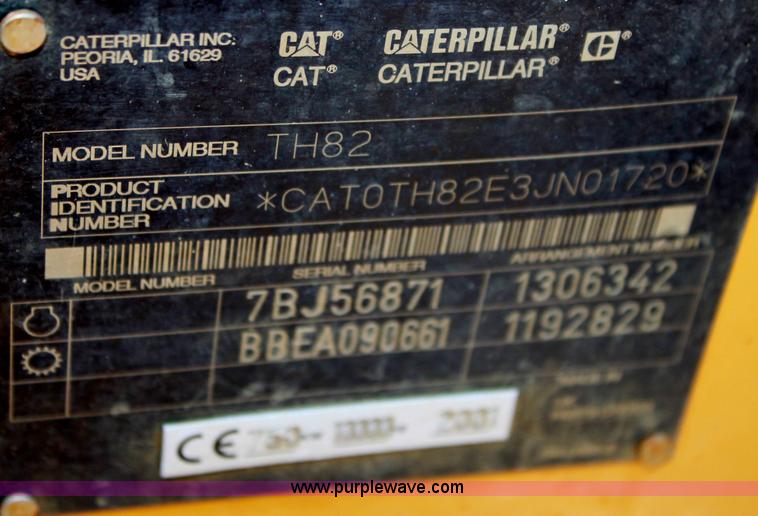 CATERPILLAR INC.
PEORIA, IL. 61629
USA
CAT® CATERPILLAR® ®
CAT® CATERPILLAR®
MODEL NUMBER TH82
PRODUCT
IDENTIFICATION
NUMBER
*CAT0TH82E3JN01720*
MODEL NUMBER SERIAL NUMBER ARRANGEMENT NUMBER
7BJ56871 1306342
BBEA090661 1192829
CE
www.purplewave.com